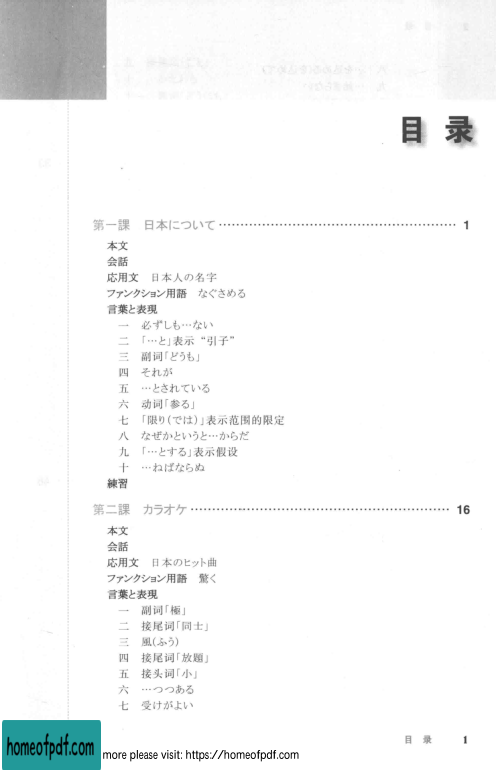 目 录
第一課 日本について…………………………………………………… 1
本文
会話
応用文 日本人の名字
ファンクション用語 なぐさめる
言葉と表現
一 必ずしも…ない
二 「…と」表示“引子”
三 副词「どうも」
四 それが
五 …とされている
六 动词「参る」
七 「限り(では)」表示范围的限定
八 なぜかというと…からだ
九 「…とする」表示假设
十 …ねばならぬ
練習
第二課 カラオケ…………………………………………………… 16
本文
会話
応用文 日本のヒット曲
ファンクション用語 驚く
言葉と表現
一 副词「極」
二 接尾词「同士」
三 風(ふう)
四 接尾词「放題」
五 接头词「小」
六 …つつある
七 受けがよい
目 录 1
homeofpdf.com
more please visit: https://homeofpdf.com